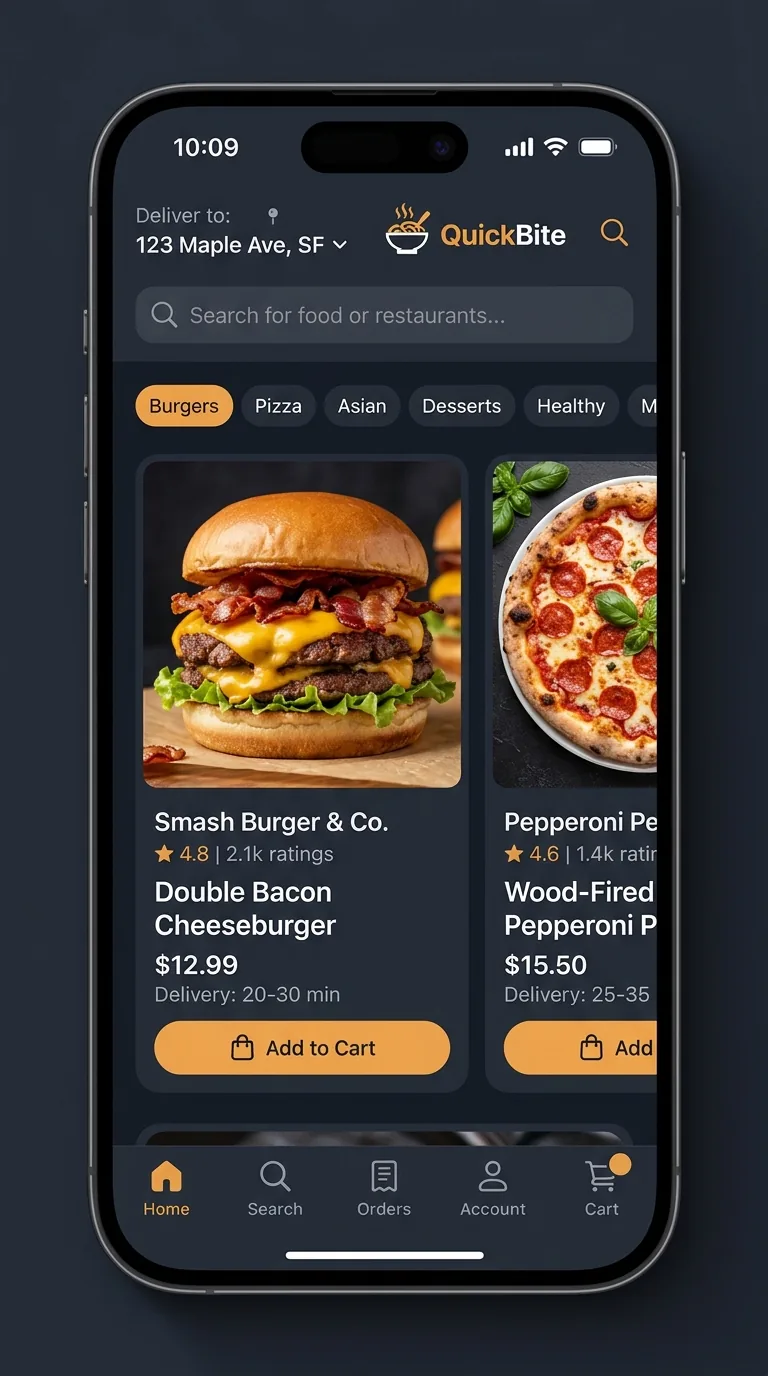 10:09
Deliver to:
123 Maple Ave, SF
QuickBite
Search for food or restaurants...
Burgers
Pizza
Asian
Desserts
Healthy
M
Smash Burger & Co.
4.8 | 2.1k ratings
Double Bacon
Cheeseburger
$12.99
Delivery: 20-30 min
Add to Cart
Pepperoni Pe
4.6 | 1.4k ratin
Wood-Fired
Pepperoni P
$15.50
Delivery: 25-35
Add
Home
Search
Orders
Account
Cart